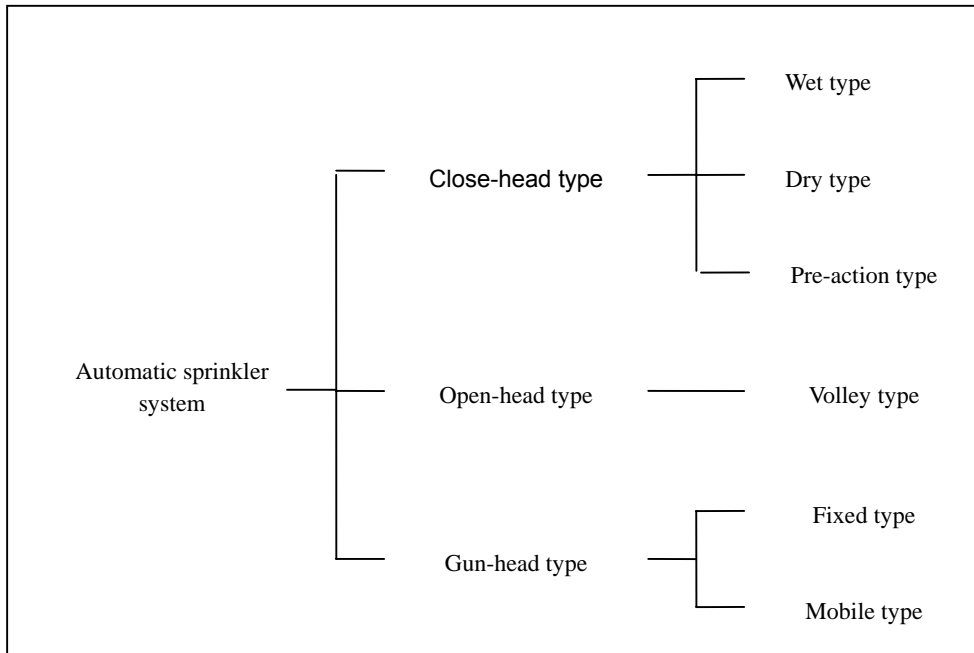 Automatic sprinkler
system
Close-head type
Wet type
Dry type
Pre-action type
Open-head type
Volley type
Gun-head type
Fixed type
Mobile type